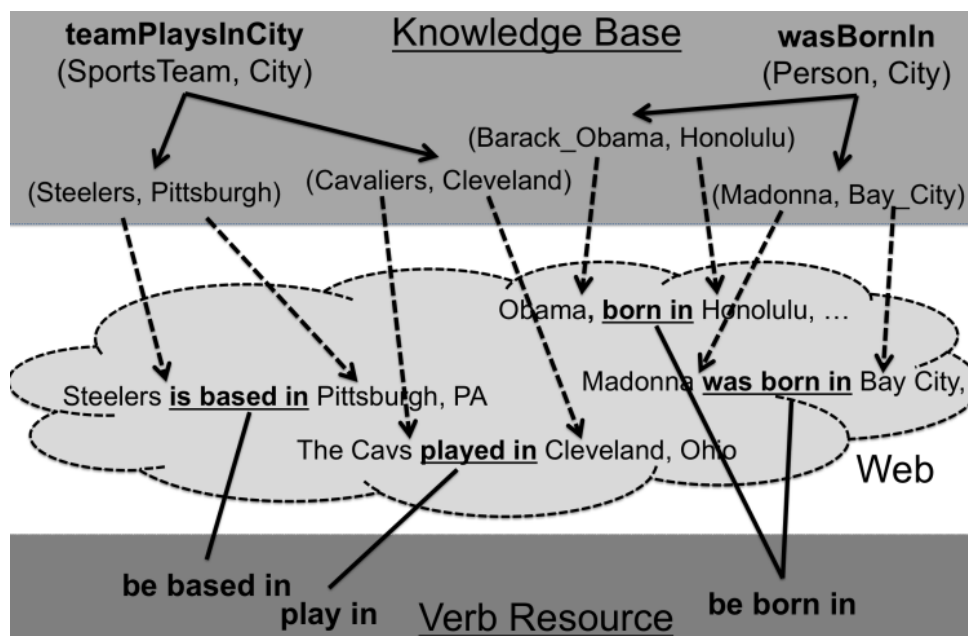 teamPlaysInCity
(SportsTeam, City)
Knowledge Base
wasBornIn
(Person, City)
(Barack_Obama, Honolulu)
(Steelers, Pittsburgh)
(Cavaliers, Cleveland)
(Madonna, Bay_City)
Obama, born in Honolulu, …
Steelers is based in Pittsburgh, PA
Madonna was born in Bay City,
The Cavs played in Cleveland, Ohio
Web
be based in
play in
Verb Resource
be born in